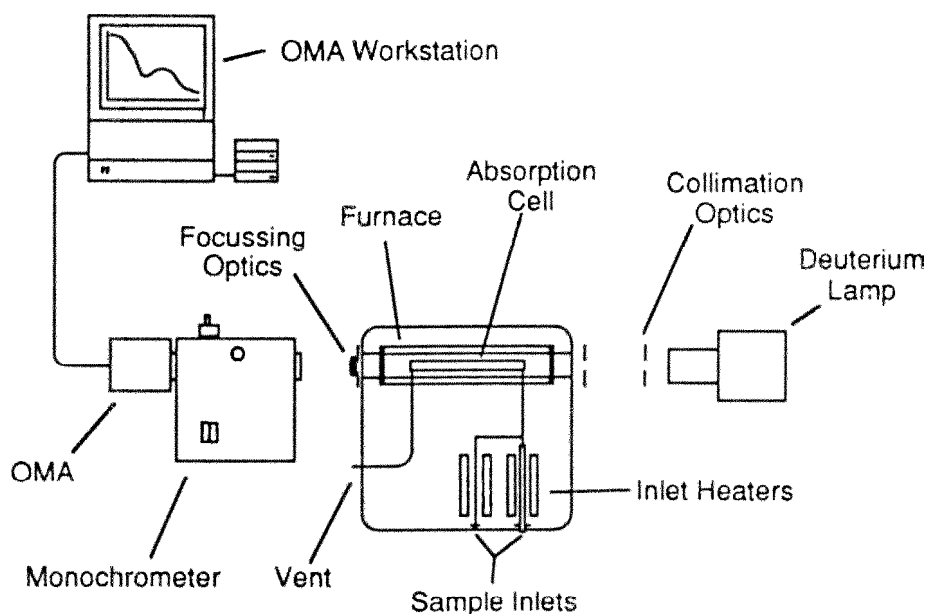 OMA Workstation
Absorption
Cell
Collimation
Optics
Furnace
Focussing
Optics
Deuterium
Lamp
OMA
Inlet Heaters
Monochrometer
Vent
Sample Inlets